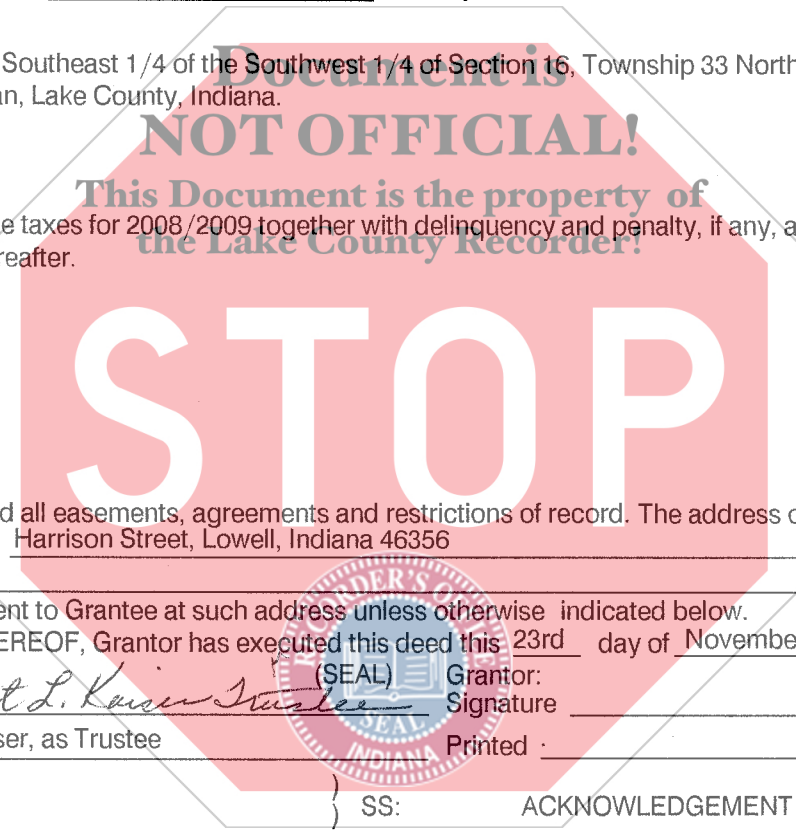 Southeast 1/4 of the Southwest 1/4 of Section 16, Township 33 North
Document is
an, Lake County, Indiana.
NOT OFFICIAL!
This Document is the property of
e taxes for 2008/2009 together with delinquency and penalty, if any, a
the Lake County Recorder!
reafter.
STOP
d all easements, agreements and restrictions of record. The address o
Harrison Street, Lowell, Indiana 46356
ent to Grantee at such address unless otherwise indicated below.
EREOF, Grantor has executed this deed this 23rd day of Novembe
(SEAL) Grantor:
t L. Kaiser Trustee Signature
ser, as Trustee Printed
RECORDER'S OFFICE
SEAL
INDIANA
SS: ACKNOWLEDGEMENT